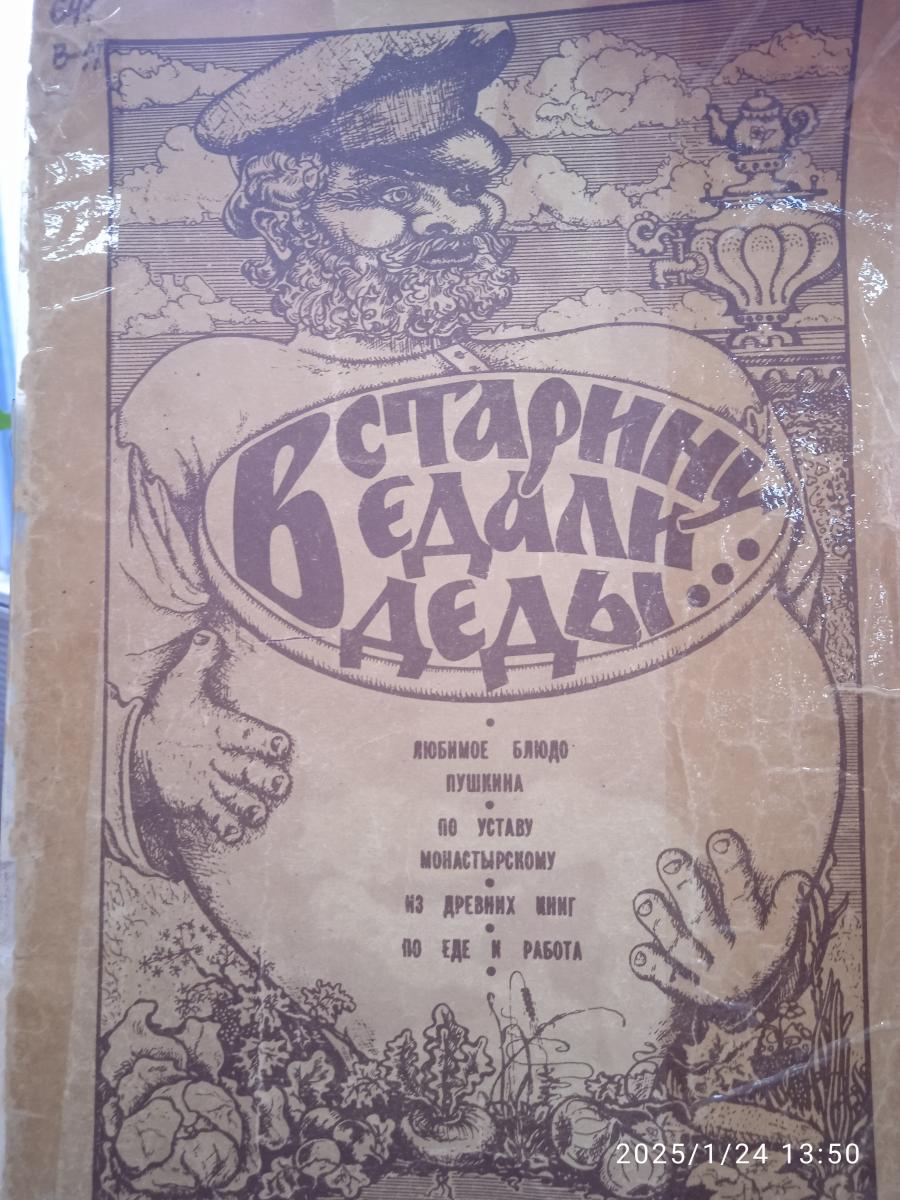 В СТАРИНУ
ЕДАЛИ
ДЕДЫ...
ЛЮБИМОЕ БЛЮДО
ПУШКИНА
ПО УСТАВУ
МОНАСТЫРСКОМУ
ИЗ ДРЕВНИХ КНИГ
ПО ЕДЕ И РАБОТА
2025/1/24 13:50